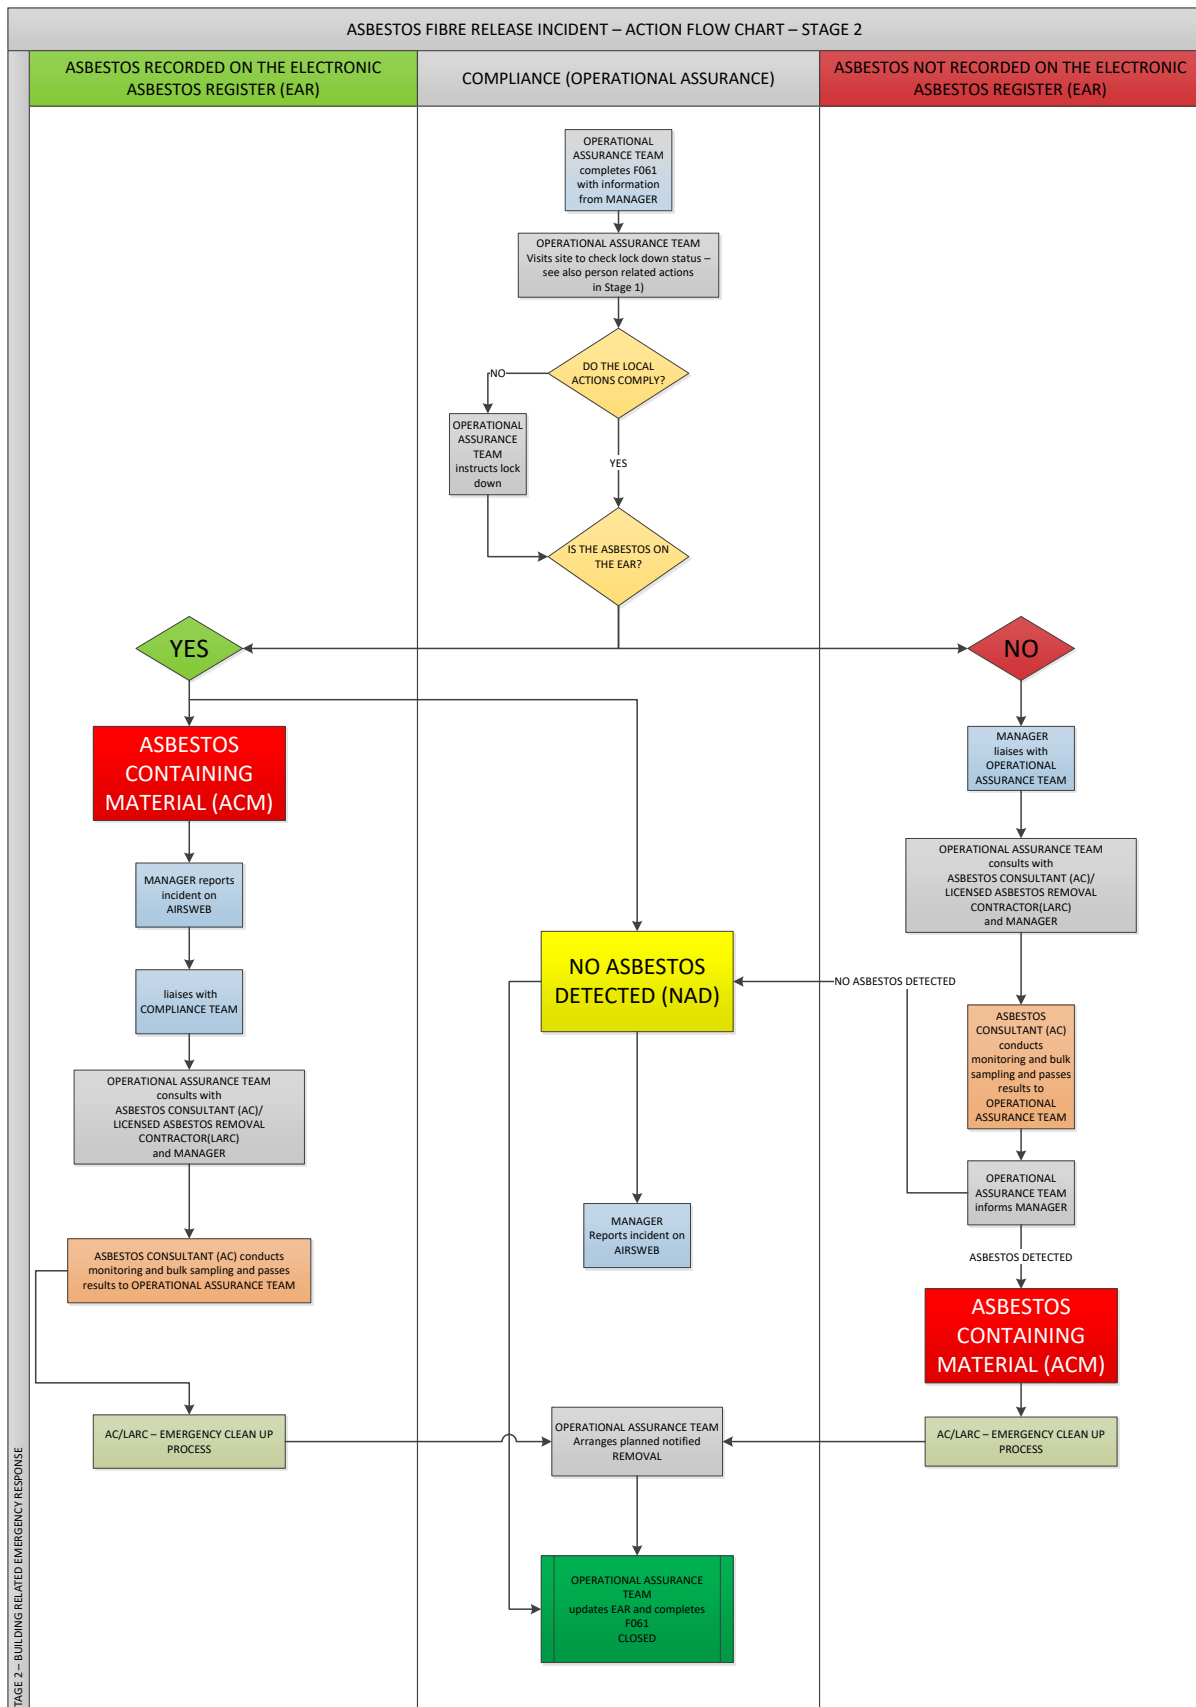 ASBESTOS FIBRE RELEASE INCIDENT – ACTION FLOW CHART – STAGE 2
ASBESTOS RECORDED ON THE ELECTRONIC
ASBESTOS REGISTER (EAR)
COMPLIANCE (OPERATIONAL ASSURANCE)
ASBESTOS NOT RECORDED ON THE ELECTRONIC
ASBESTOS REGISTER (EAR)
OPERATIONAL
ASSURANCE TEAM
completes F061
with information
from MANAGER
OPERATIONAL ASSURANCE TEAM
Visits site to check lock down status –
see also person related actions
in Stage 1)
DO THE LOCAL
ACTIONS COMPLY?
NO
OPERATIONAL
ASSURANCE
TEAM
instructs lock
down
YES
IS THE ASBESTOS ON
THE EAR?
YES
NO
ASBESTOS
CONTAINING
MATERIAL (ACM)
MANAGER reports
incident on
AIRSWEB
liaises with
COMPLIANCE TEAM
OPERATIONAL ASSURANCE TEAM
consults with
ASBESTOS CONSULTANT (AC)/
LICENSED ASBESTOS REMOVAL
CONTRACTOR(LARC)
and MANAGER
ASBESTOS CONSULTANT (AC) conducts
monitoring and bulk sampling and passes
results to OPERATIONAL ASSURANCE TEAM
AC/LARC – EMERGENCY CLEAN UP
PROCESS
NO ASBESTOS
DETECTED (NAD)
MANAGER
Reports incident on
AIRSWEB
OPERATIONAL ASSURANCE TEAM
Arranges planned notified
REMOVAL
OPERATIONAL ASSURANCE
TEAM
updates EAR and completes
F061
CLOSED
MANAGER
liaises with
OPERATIONAL
ASSURANCE TEAM
OPERATIONAL ASSURANCE TEAM
consults with
ASBESTOS CONSULTANT (AC)/
LICENSED ASBESTOS REMOVAL
CONTRACTOR(LARC)
and MANAGER
NO ASBESTOS DETECTED
ASBESTOS
CONSULTANT (AC)
conducts
monitoring and bulk
sampling and passes
results to
OPERATIONAL
ASSURANCE TEAM
OPERATIONAL
ASSURANCE TEAM
informs MANAGER
ASBESTOS DETECTED
ASBESTOS
CONTAINING
MATERIAL (ACM)
AC/LARC – EMERGENCY CLEAN UP
PROCESS
TAGE 2 – BUILDING RELATED EMERGENCY RESPONSE